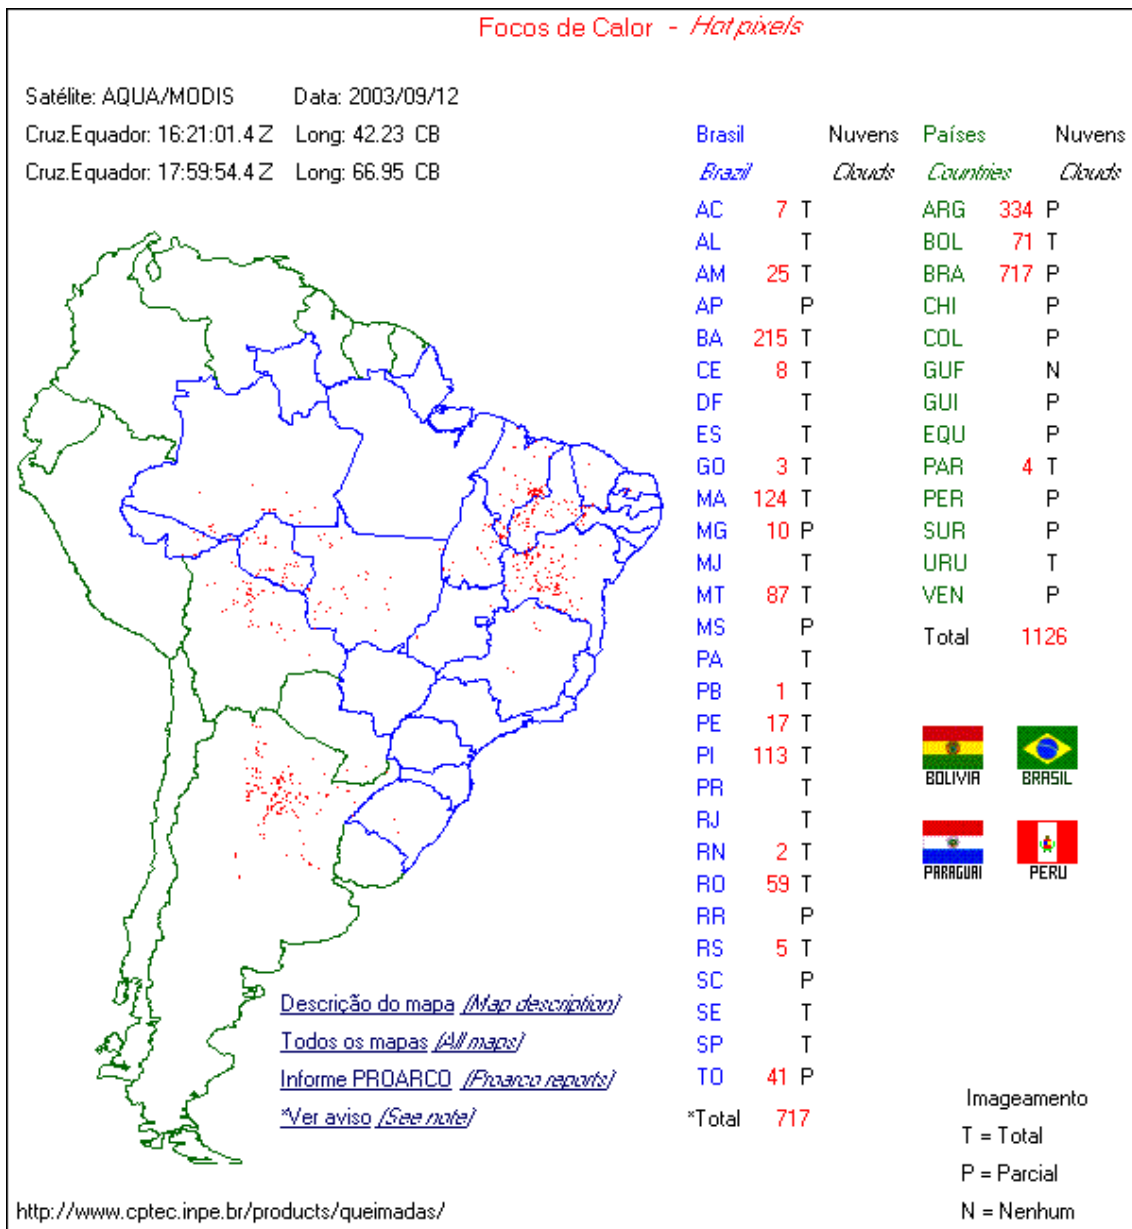 Focos de Calor - Hot pixels
Satélite: AQUA/MODIS Data: 2003/09/12
Cruz.Equador: 16:21:01.4 Z Long: 42.23 CB
Cruz.Equador: 17:59:54.4 Z Long: 66.95 CB
Brasil Nuvens Países Nuvens
Brazil Clouds Countries Clouds
AC 7 T ARG 334 P
AL T BOL 71 T
AM 25 T BRA 717 P
AP P CHI P
BA 215 T COL P
CE 8 T GUF N
DF T GUI P
ES T EQU P
GO 3 T PAR 4 T
MA 124 T PER P
MG 10 P SUR P
MJ T URU T
MT 87 T VEN P
MS P Total 1126
PA T
PB 1 T
PE 17 T
PI 113 T
PR T
RJ T
RN 2 T
RO 59 T
RR P
RS 5 T
SC P
SE T
SP T
TO 41 P
*Total 717
BOLIVIA BRASIL
PARAGUAI PERU
Descrição do mapa (Map description)
Todos os mapas (All maps)
Informe PROARCO (Proarco reports)
*Ver aviso (See note)
Imageamento
T = Total
P = Parcial
N = Nenhum
http://www.cptec.inpe.br/products/queimadas/